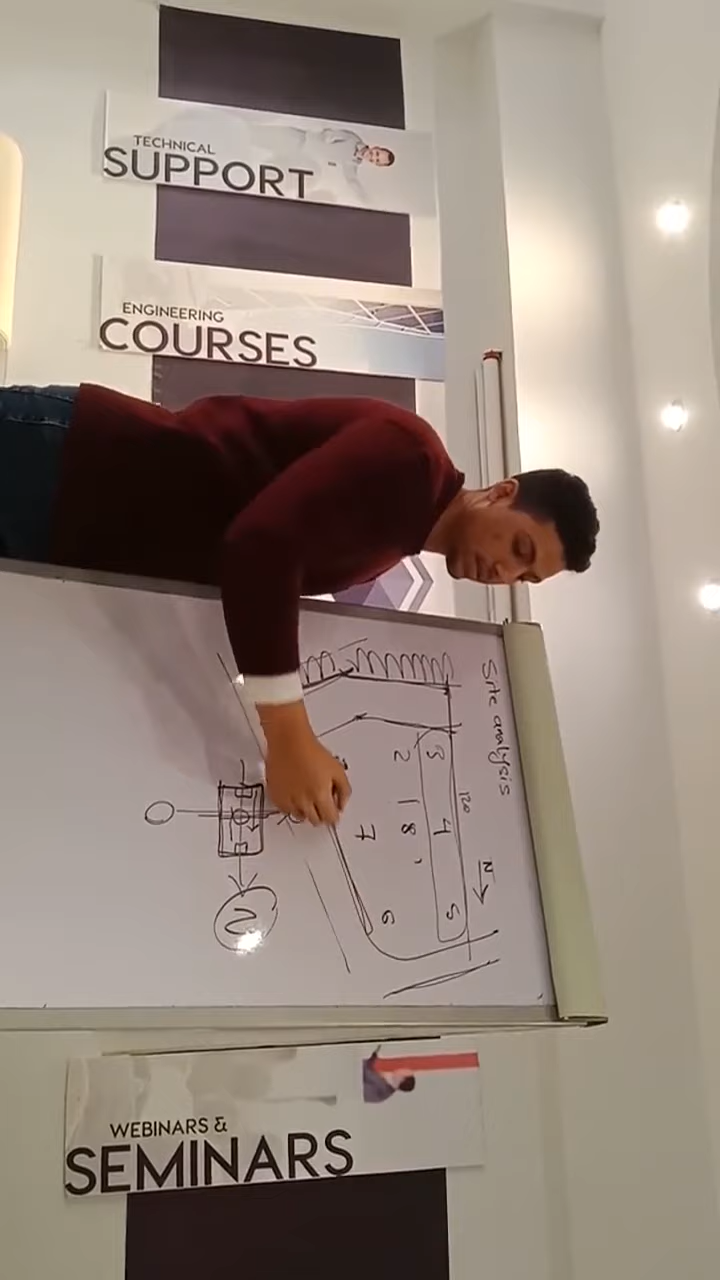 TECHNICAL
SUPPORT
ENGINEERING
COURSES
WEBINARS &
SEMINARS
Site analysis
120
N
3 4 5
2 1 8 6
7
N